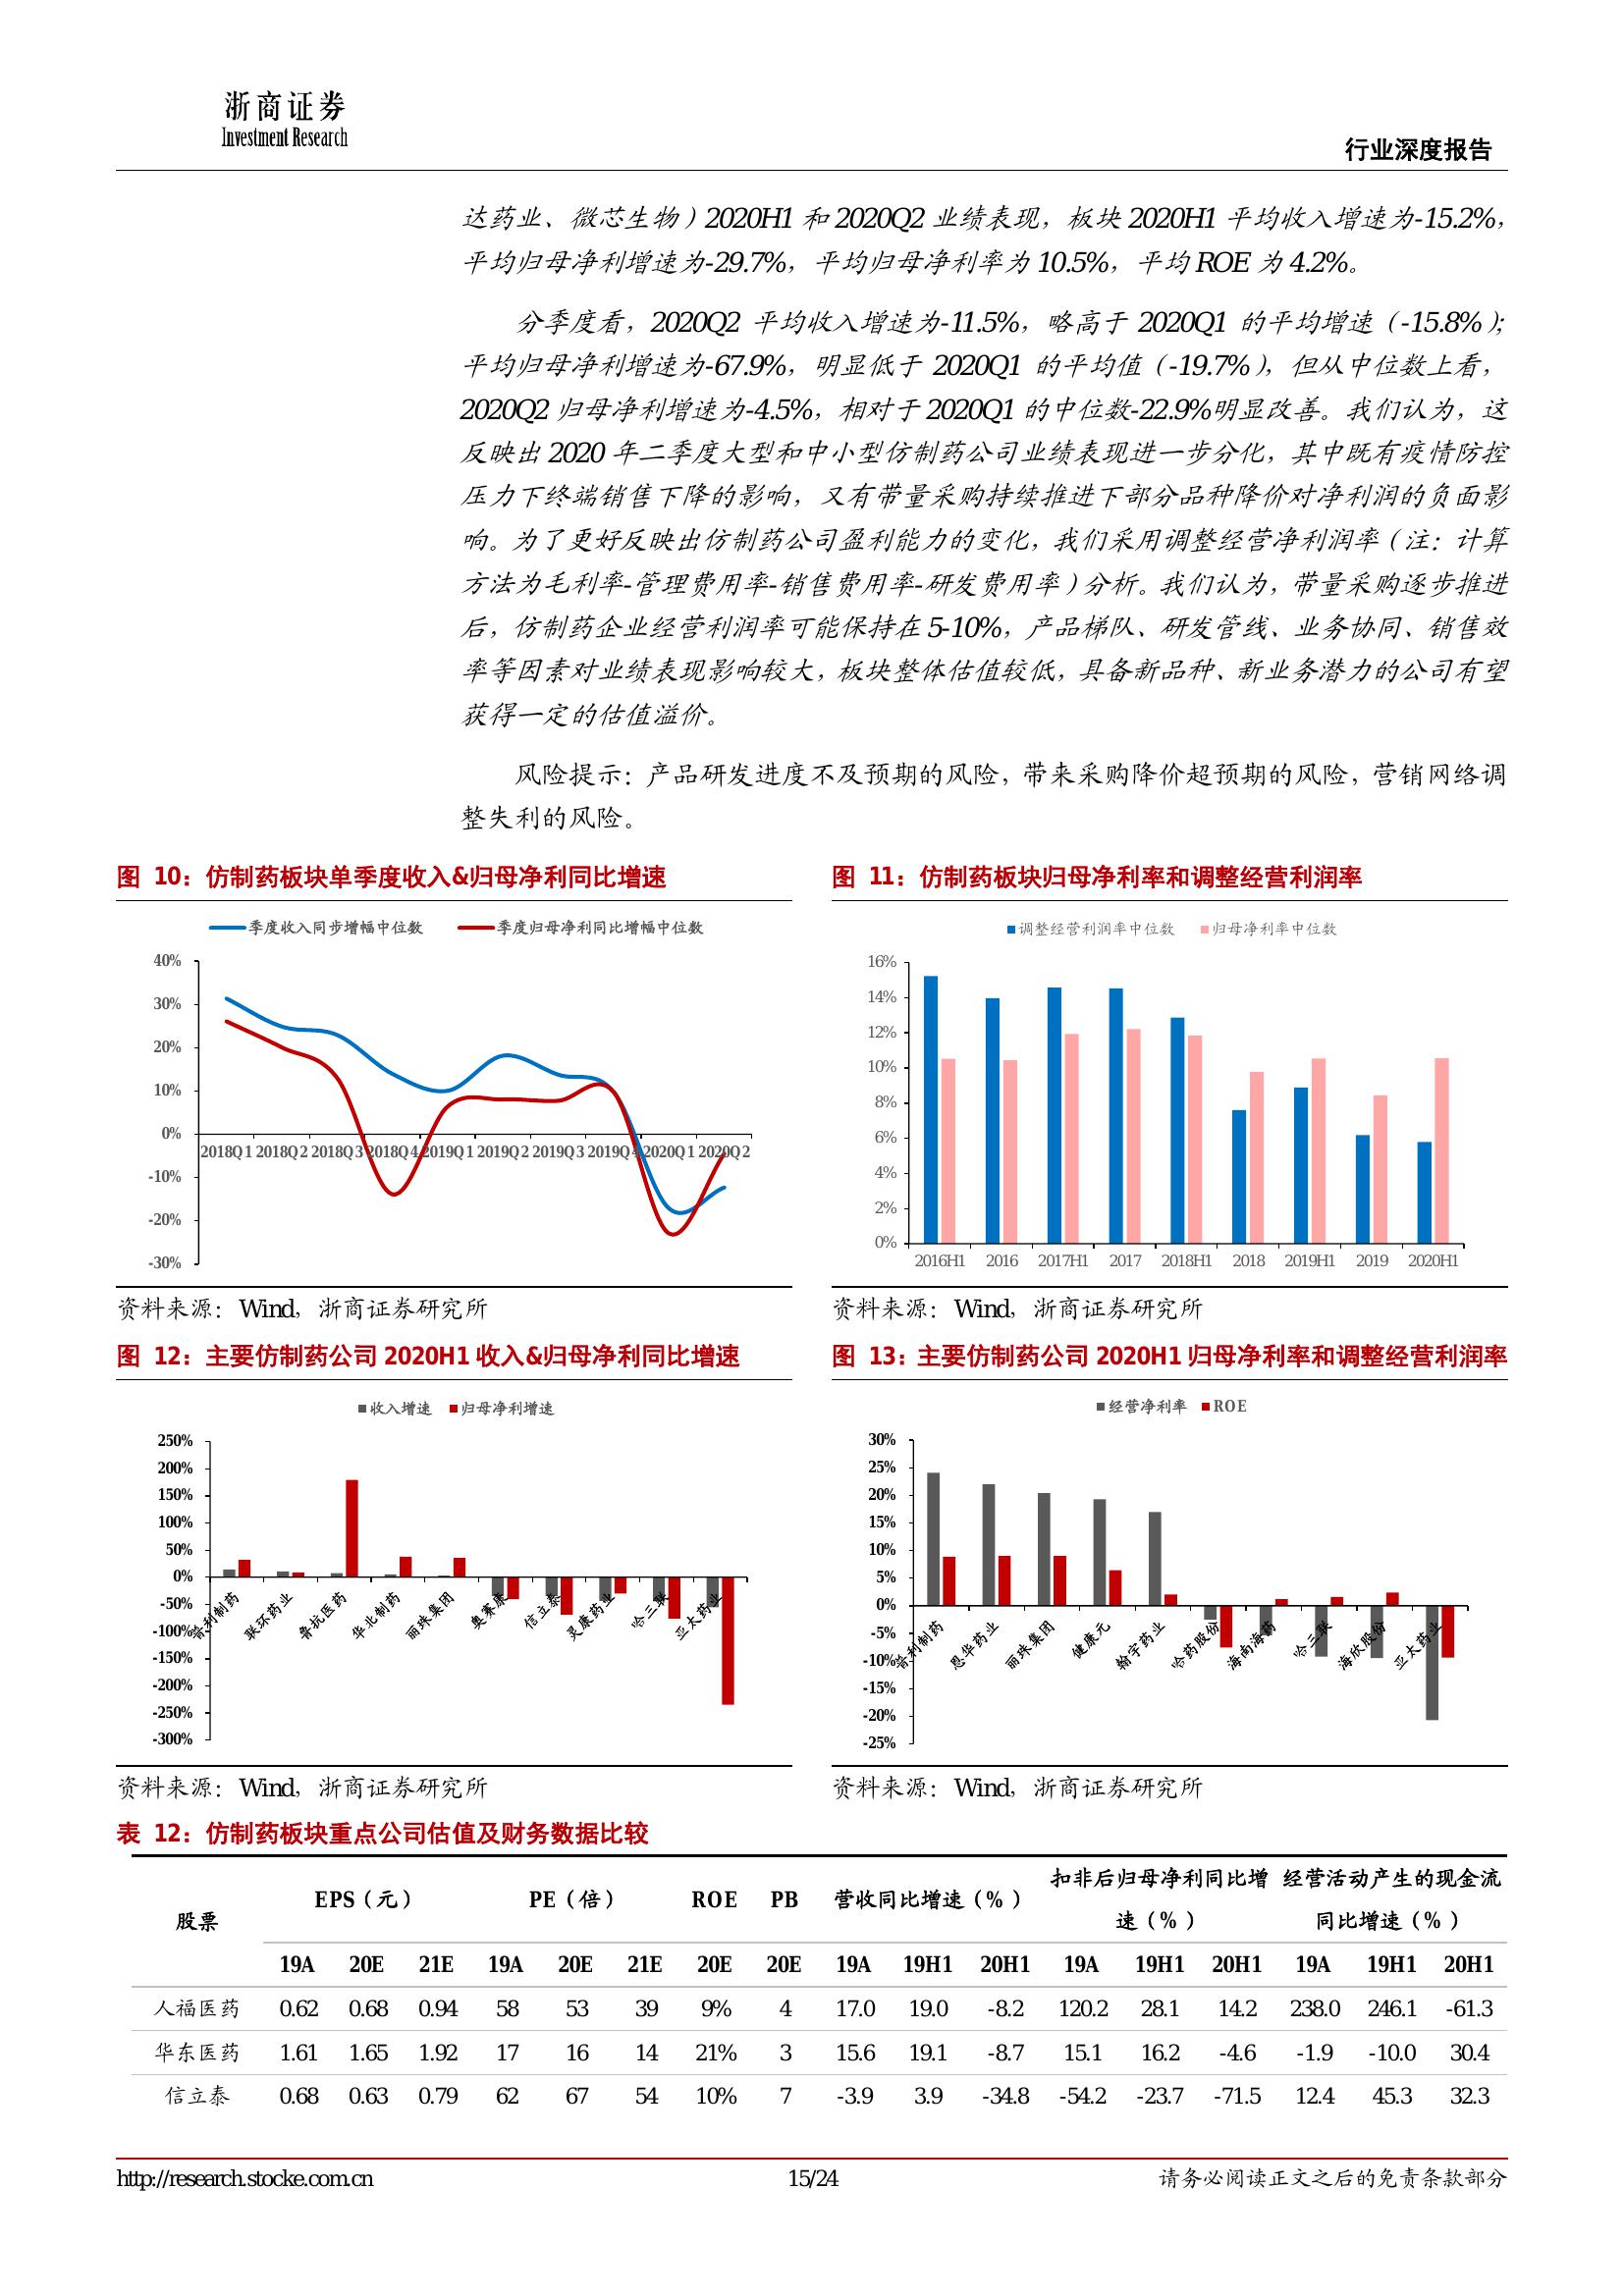 浙商证券
Investment Research
行业深度报告
达药业、微芯生物）2020H1 和 2020Q2 业绩表现，板块 2020H1 平均收入增速为-15.2%，
平均归母净利增速为-29.7%，平均归母净利率为 10.5%，平均 ROE 为 4.2%。
分季度看，2020Q2 平均收入增速为-11.5%，略高于 2020Q1 的平均增速（-15.8%）；
平均归母净利增速为-67.9%，明显低于 2020Q1 的平均值（-19.7%），但从中位数上看，
2020Q2 归母净利增速为-4.5%，相对于 2020Q1 的中位数-22.9%明显改善。我们认为，这
反映出 2020 年二季度大型和中小型仿制药公司业绩表现进一步分化，其中既有疫情防控
压力下终端销售下降的影响，又有带量采购持续推进下部分品种降价对净利润的负面影
响。为了更好反映出仿制药公司盈利能力的变化，我们采用调整经营净利润率（注：计算
方法为毛利率-管理费用率-销售费用率-研发费用率）分析。我们认为，带量采购逐步推进
后，仿制药企业经营利润率可能保持在 5-10%，产品梯队、研发管线、业务协同、销售效
率等因素对业绩表现影响较大，板块整体估值较低，具备新品种、新业务潜力的公司有望
获得一定的估值溢价。
风险提示：产品研发进度不及预期的风险，带来采购降价超预期的风险，营销网络调
整失利的风险。
图 10：仿制药板块单季度收入&归母净利同比增速
季度收入同步增幅中位数 季度归母净利同比增幅中位数
40%
30%
20%
10%
0%
-10%
-20%
-30%
2018Q1 2018Q2 2018Q3 2018Q4 2019Q1 2019Q2 2019Q3 2019Q4 2020Q1 2020Q2
资料来源：Wind，浙商证券研究所
图 11：仿制药板块归母净利率和调整经营利润率
调整经营利润率中位数 归母净利率中位数
16%
14%
12%
10%
8%
6%
4%
2%
0%
2016H1 2016 2017H1 2017 2018H1 2018 2019H1 2019 2020H1
资料来源：Wind，浙商证券研究所
图 12：主要仿制药公司 2020H1 收入&归母净利同比增速
收入增速 归母净利增速
250%
200%
150%
100%
50%
0%
-50%
-100%
-150%
-200%
-250%
-300%
普利制药 联环药业 鲁抗医药 华北制药 丽珠集团 奥赛康 信立泰 灵康药业 哈三联 亚太药业
资料来源：Wind，浙商证券研究所
图 13：主要仿制药公司 2020H1 归母净利率和调整经营利润率
经营净利率 ROE
30%
25%
20%
15%
10%
5%
0%
-5%
-10%
-15%
-20%
-25%
普利制药 恩华药业 丽珠集团 健康元 翰宇药业 哈药股份 海南海药 哈三联 海欣股份 亚太药业
资料来源：Wind，浙商证券研究所
表 12：仿制药板块重点公司估值及财务数据比较
股票 EPS（元） PE（倍） ROE PB 营收同比增速（%） 扣非后归母净利同比增速（%） 经营活动产生的现金流同比增速（%）
19A 20E 21E 19A 20E 21E 20E 20E 19A 19H1 20H1 19A 19H1 20H1 19A 19H1 20H1
人福医药 0.62 0.68 0.94 58 53 39 9% 4 17.0 19.0 -8.2 120.2 28.1 14.2 238.0 246.1 -61.3
华东医药 1.61 1.65 1.92 17 16 14 21% 3 15.6 19.1 -8.7 15.1 16.2 -4.6 -1.9 -10.0 30.4
信立泰 0.68 0.63 0.79 62 67 54 10% 7 -3.9 3.9 -34.8 -54.2 -23.7 -71.5 12.4 45.3 32.3
http://research.stocke.com.cn 15/24 请务必阅读正文之后的免责条款部分